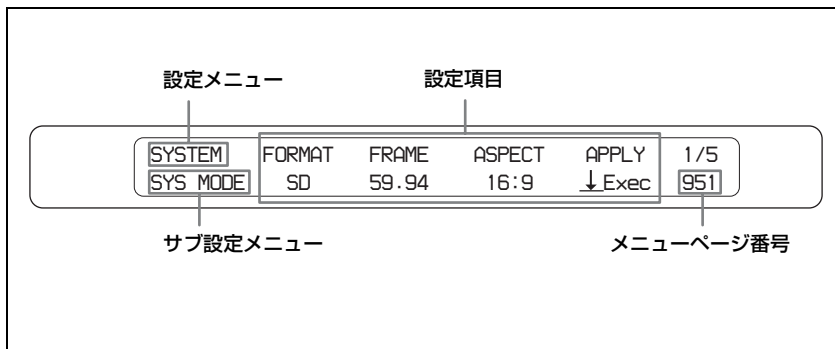 設定メニュー 設定項目
SYSTEM FORMAT FRAME ASPECT APPLY 1/5
SYS MODE SD 59.94 16:9 ↓Exec 951
サブ設定メニュー メニューページ番号